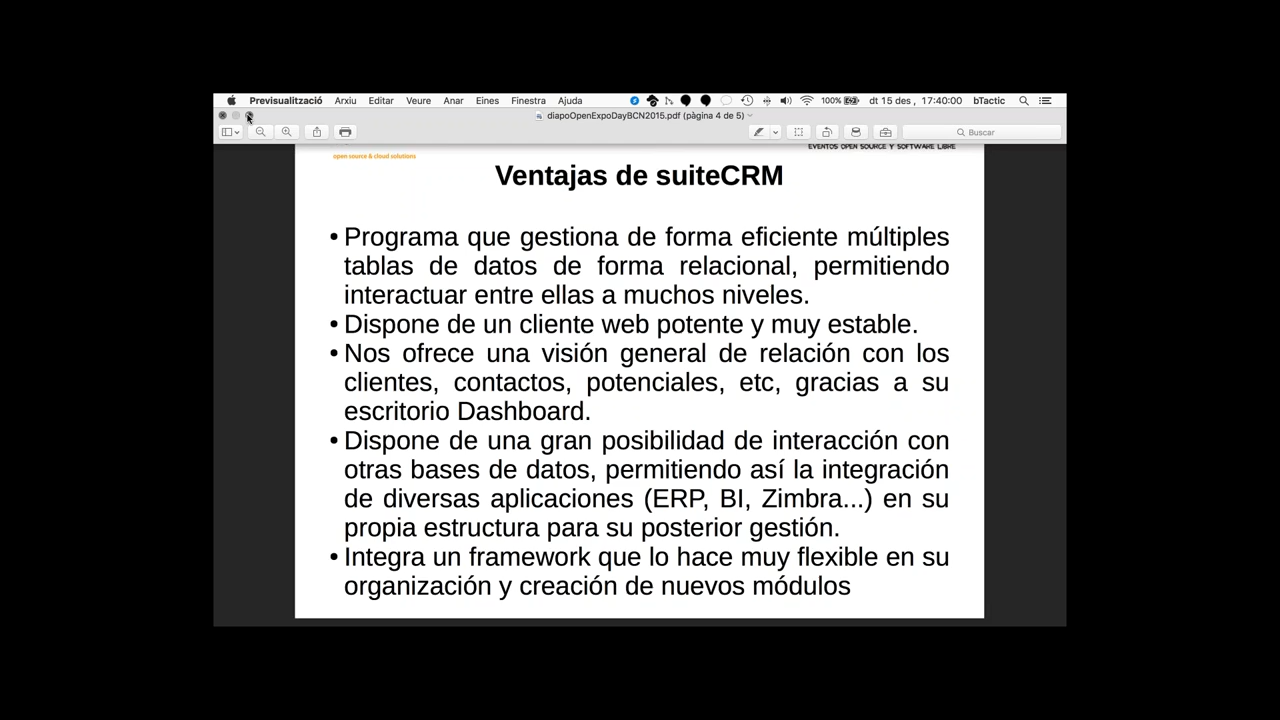 Previsualització Arxiu Editar Veure Anar Eines Finestra Ajuda 100% dt 15 des , 17:40:00 bTactic
diapoOpenExpoDayBCN2015.pdf (pàgina 4 de 5)
Buscar
open source & cloud solutions
EVENTOS OPEN SOURCE Y SOFTWARE LIBRE
Ventajas de suiteCRM
• Programa que gestiona de forma eficiente múltiples
tablas de datos de forma relacional, permitiendo
interactuar entre ellas a muchos niveles.
• Dispone de un cliente web potente y muy estable.
• Nos ofrece una visión general de relación con los
clientes, contactos, potenciales, etc, gracias a su
escritorio Dashboard.
• Dispone de una gran posibilidad de interacción con
otras bases de datos, permitiendo así la integración
de diversas aplicaciones (ERP, BI, Zimbra...) en su
propia estructura para su posterior gestión.
• Integra un framework que lo hace muy flexible en su
organización y creación de nuevos módulos